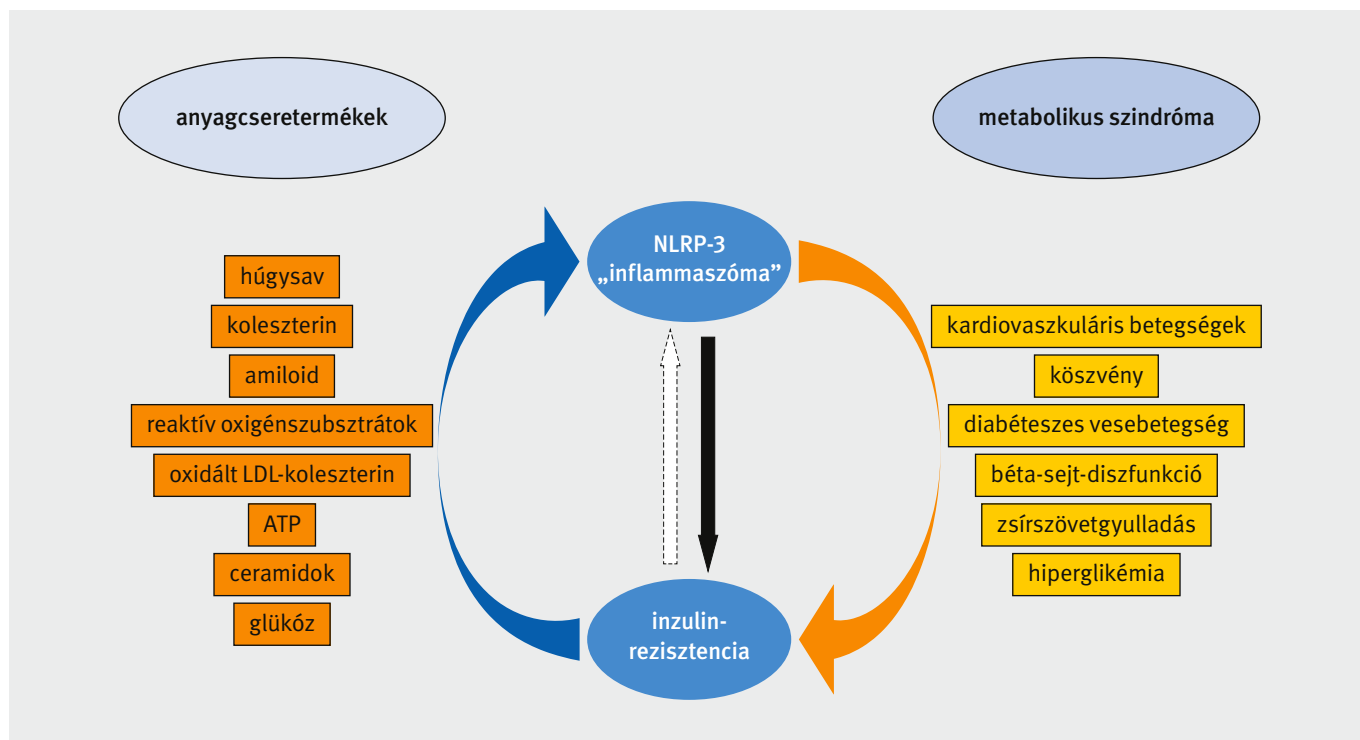 anyagcseretermékek
metabolikus szindróma
NLRP-3
„inflammaszóma”
húgysav
koleszterin
amiloid
reaktív oxigénszubsztrátok
oxidált LDL-koleszterin
ATP
ceramidok
glükóz
kardiovaszkuláris betegségek
köszvény
diabéteszes vesebetegség
béta-sejt-diszfunkció
zsírszövetgyulladás
hiperglikémia
inzulin-
rezisztencia